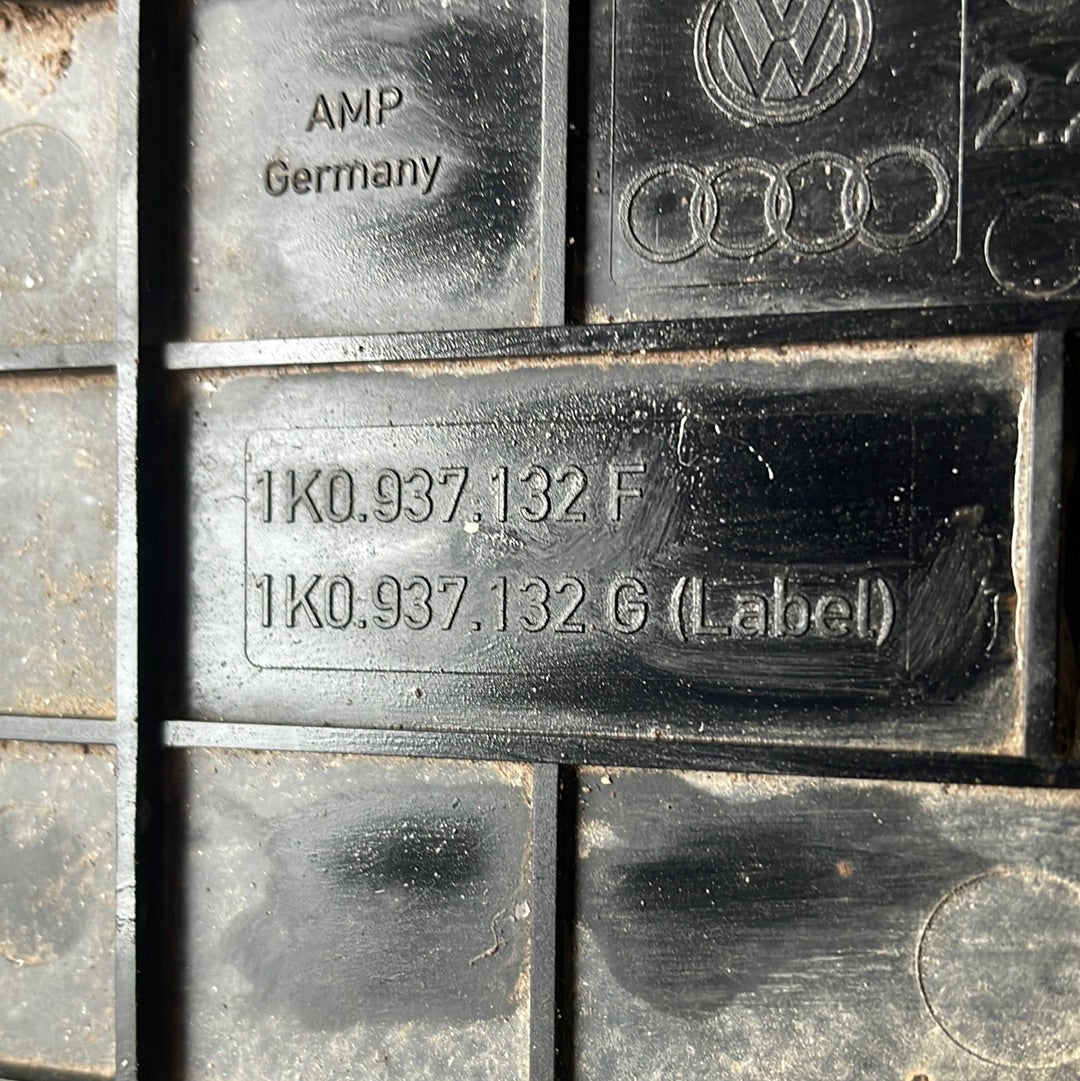 AMP
Germany
1K0.937.132 F
1K0.937.132 G (Label)